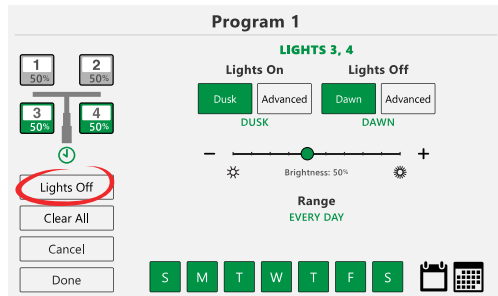 Program 1
1
50%
2
50%
3
50%
4
50%
Lights Off
Clear All
Cancel
Done
LIGHTS 3, 4
Lights On
Lights Off
Dusk
Advanced
Dawn
Advanced
DUSK
DAWN
− +
Brightness: 50%
Range
EVERY DAY
S M T W T F S